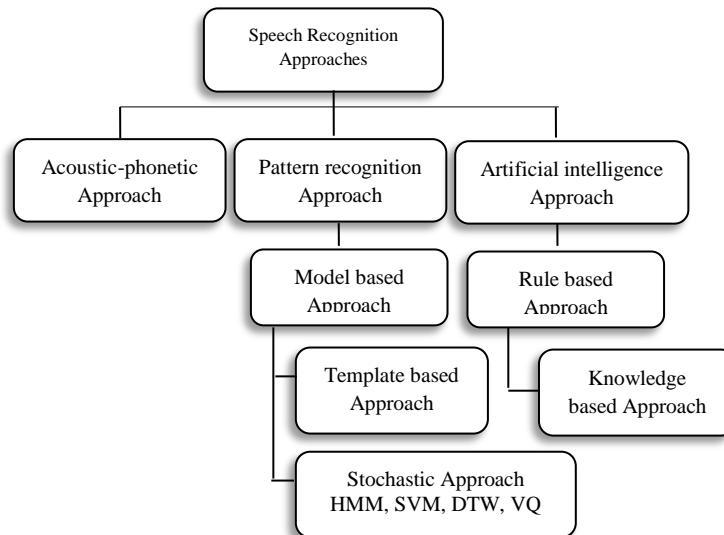 Speech Recognition
Approaches
Acoustic-phonetic
Approach
Pattern recognition
Approach
Artificial intelligence
Approach
Model based
Approach
Rule based
Approach
Template based
Approach
Knowledge
based Approach
Stochastic Approach
HMM, SVM, DTW, VQ